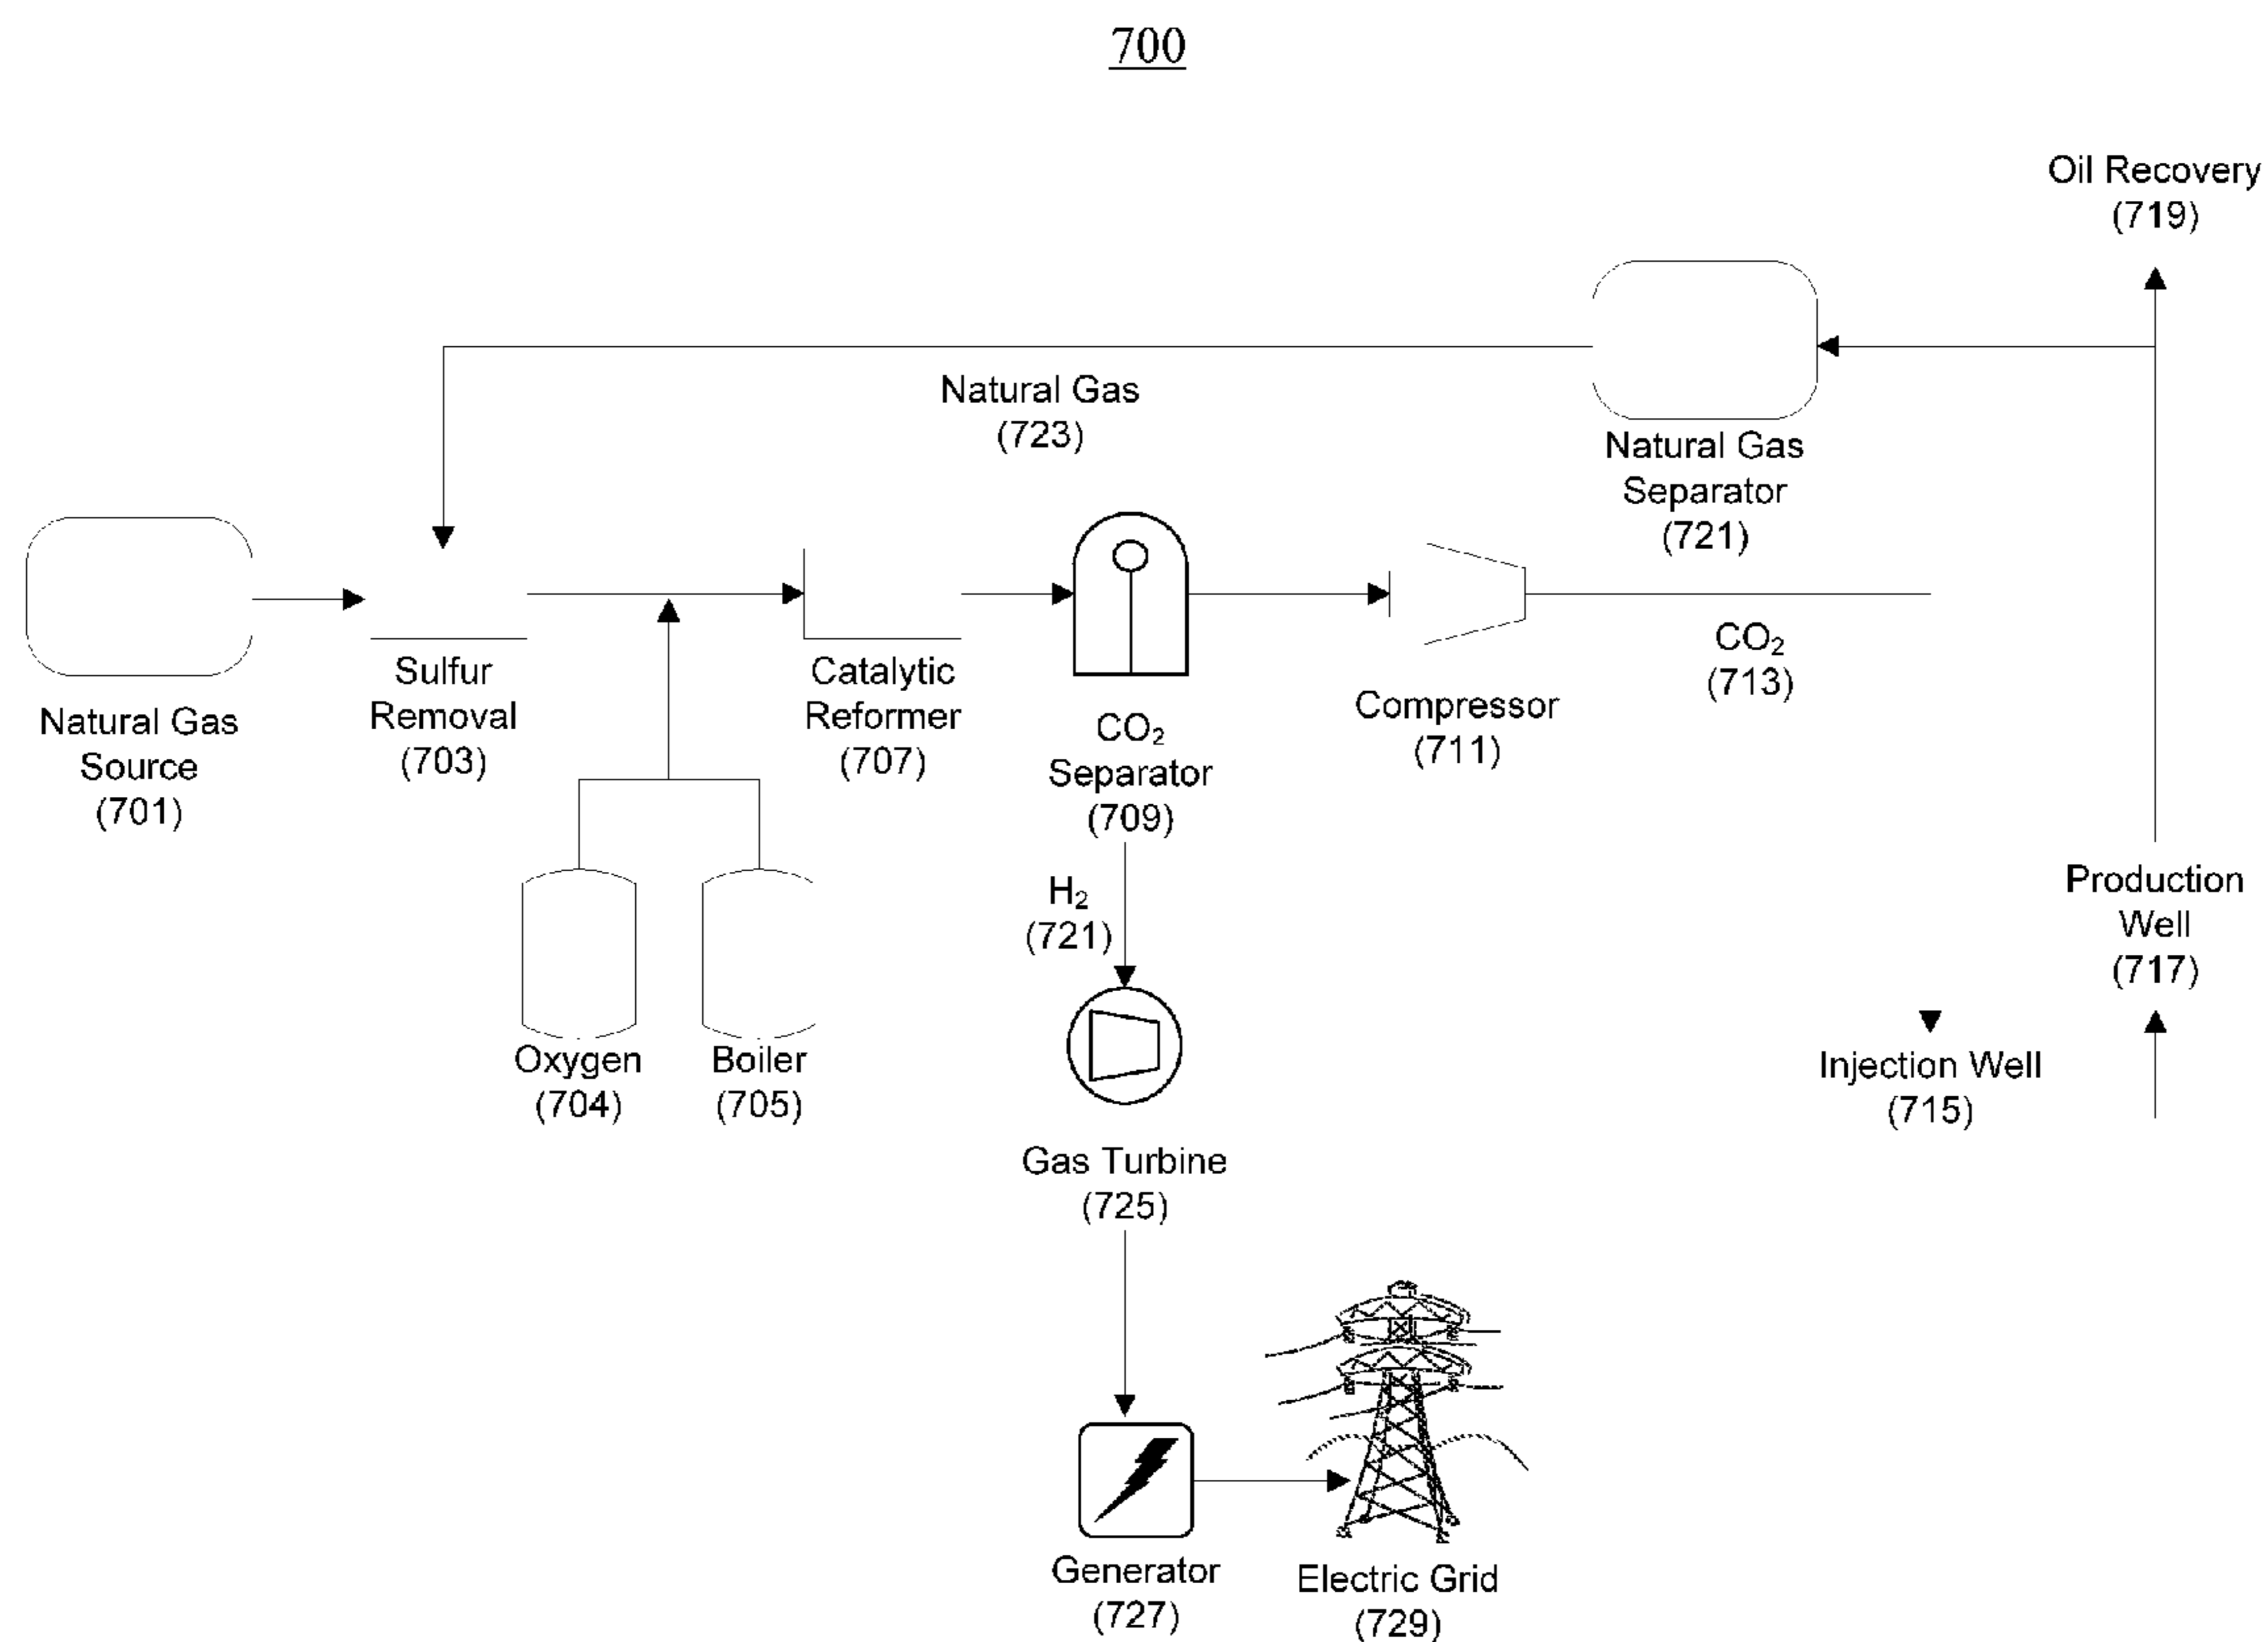 700
Oil Recovery
(719)
Natural Gas
(723)
Natural Gas
Separator
(721)
Natural Gas
Source
(701)
Sulfur
Removal
(703)
Catalytic
Reformer
(707)
CO₂
Separator
(709)
Compressor
(711)
CO₂
(713)
Production
Well
(717)
H₂
(721)
Oxygen
(704)
Boiler
(705)
Injection Well
(715)
Gas Turbine
(725)
Generator
(727)
Electric Grid
(729)